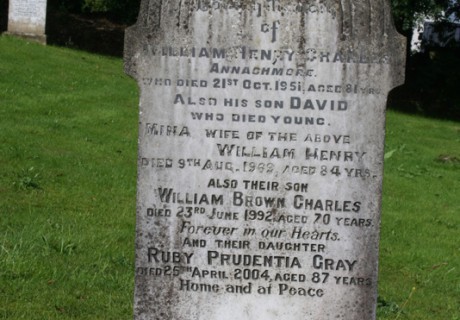 of
WILLIAM HENRY CHARLES
ANNACHMORE.
WHO DIED 21ST OCT. 1951, AGED 81 YRS.
ALSO HIS SON DAVID
WHO DIED YOUNG.
MINA WIFE OF THE ABOVE
WILLIAM HENRY
DIED 9TH AUG. 1969, AGED 84 YRS.
ALSO THEIR SON
WILLIAM BROWN CHARLES
DIED 23RD JUNE 1992, AGED 70 YEARS
Forever in our Hearts.
AND THEIR DAUGHTER
RUBY PRUDENTIA GRAY
DIED 25TH APRIL 2004, AGED 87 YEARS
Home and at Peace